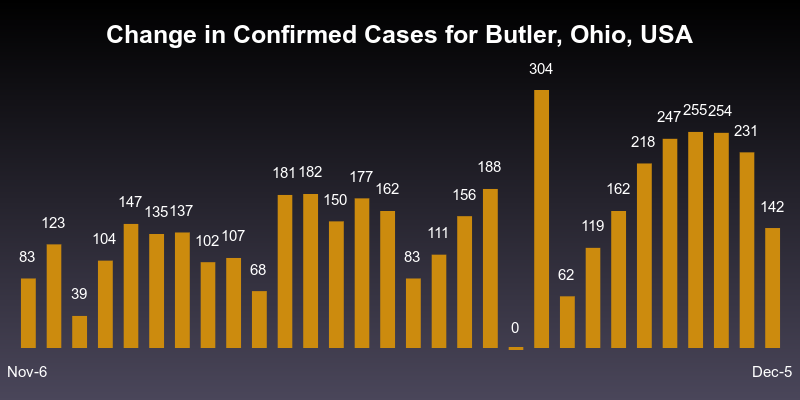 Change in Confirmed Cases for Butler, Ohio, USA
83 123 39 104 147 135 137 102 107 68 181 182 150 177 162 83 111 156 188 0 304 62 119 162 218 247 255 254 231 142
Nov-6 Dec-5